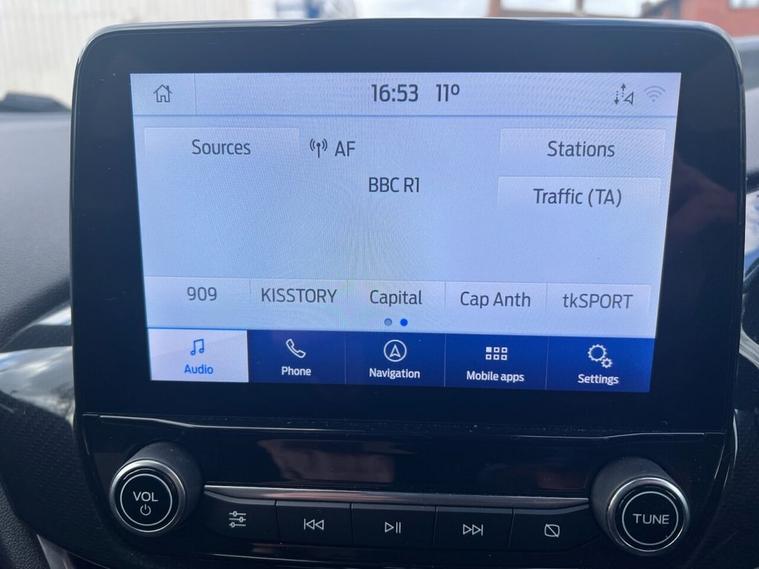 16:53 11º
Sources AF Stations
BBC R1
Traffic (TA)
909 KISSTORY Capital Cap Anth tkSPORT
Audio Phone Navigation Mobile apps Settings
VOL TUNE